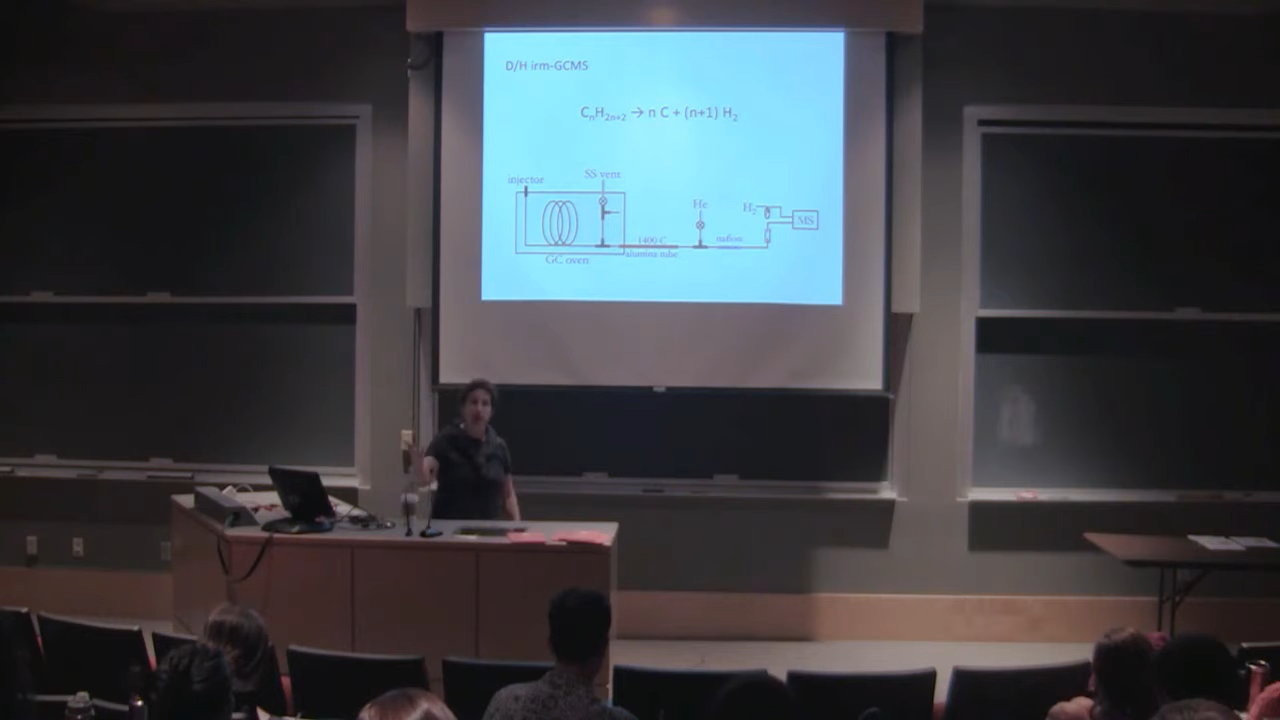 D/H irm-GCMS
CₙH₂ₙ₊₂ → n C + (n+1) H₂
injector
SS vent
He
H₂
MS
1400 C
alumina tube
nafion
GC oven